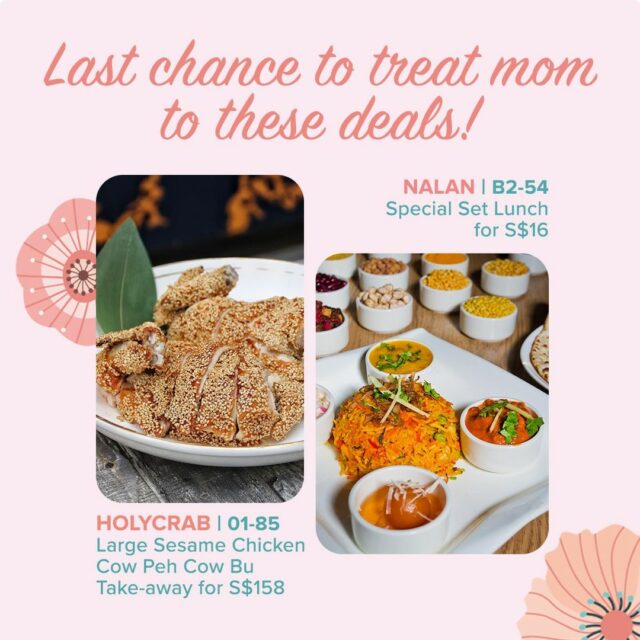 Last chance to treat mom
to these deals!
NALAN | B2-54
Special Set Lunch
for S$16
HOLYCRAB | 01-85
Large Sesame Chicken
Cow Peh Cow Bu
Take-away for S$158